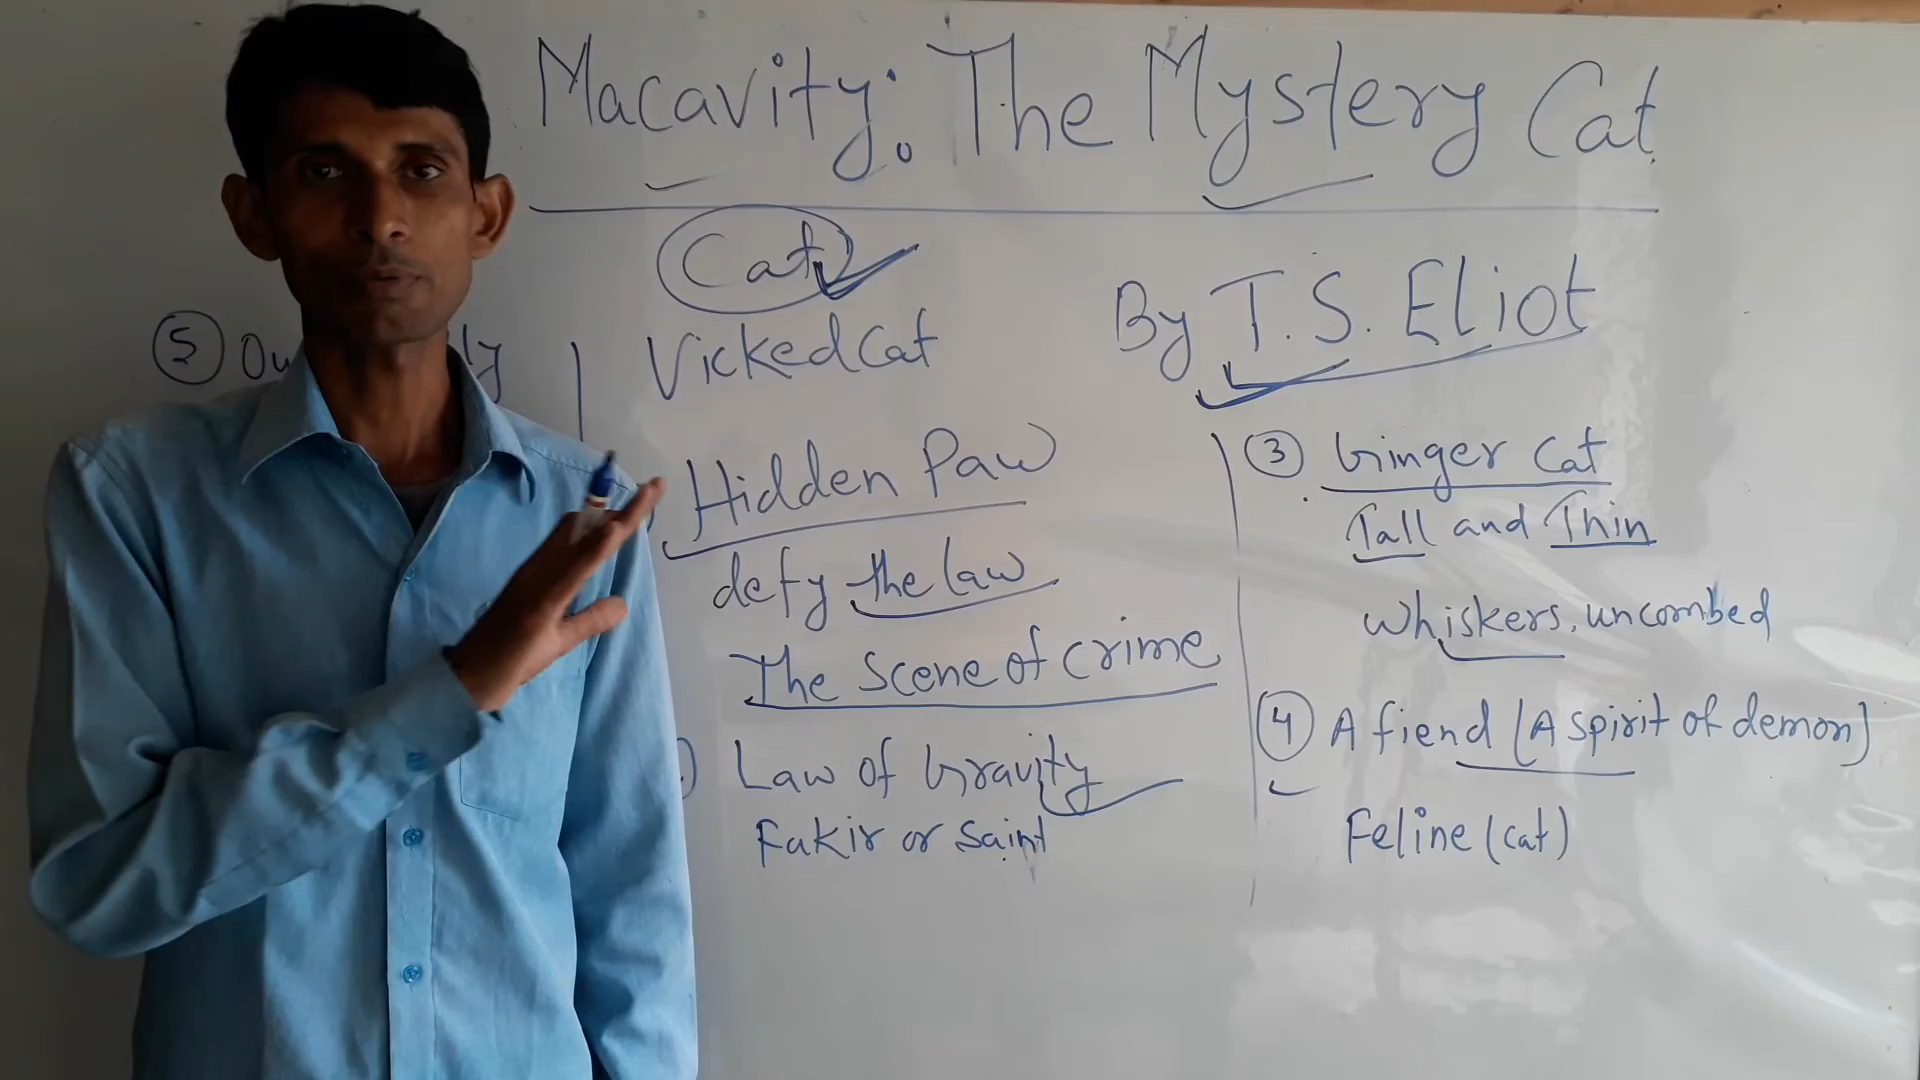 Macavity: The Mystery Cat
Cat
By T.S. Eliot
Vicked Cat
Hidden Paw
defy the law
The Scene of Crime
Law of Gravity
Fakir or Saint
③ Ginger Cat
Tall and Thin
Whiskers, uncombed
④ A fiend [A spirit of demon]
Feline (cat)
⑤